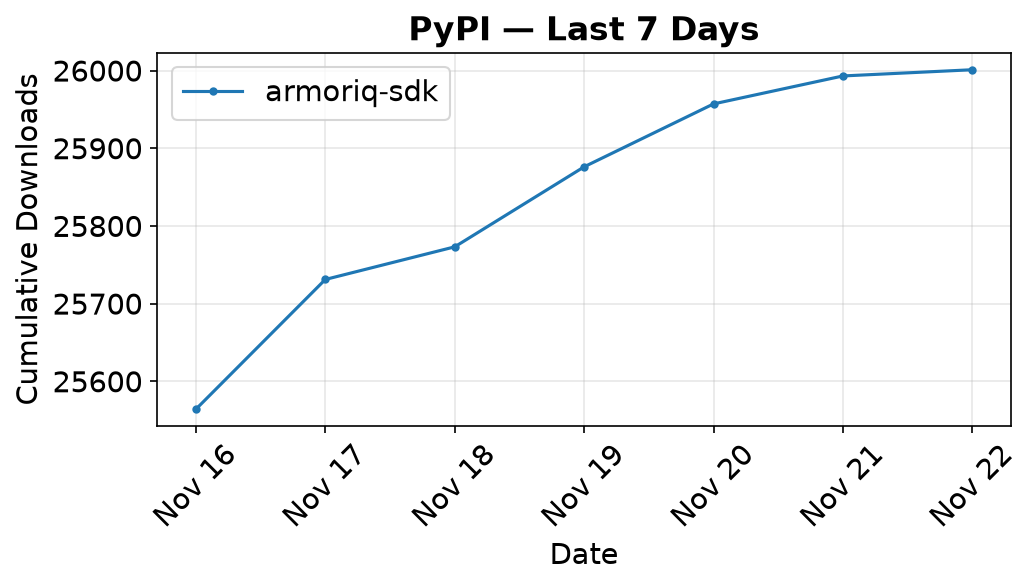 PyPI — Last 7 Days
armoriq-sdk
Cumulative Downloads
26000
25900
25800
25700
25600
Nov 16
Nov 17
Nov 18
Nov 19
Nov 20
Nov 21
Nov 22
Date